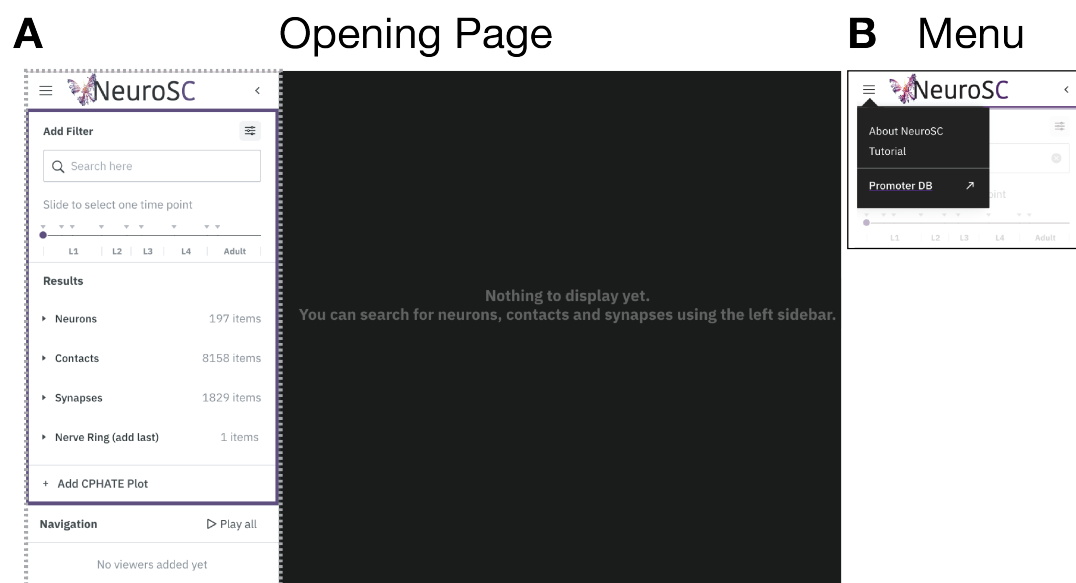 A Opening Page
NeuroSC
Add Filter
Search here
Slide to select one time point
L1 L2 L3 L4 Adult
Results
Neurons 197 items
Contacts 8158 items
Synapses 1829 items
Nerve Ring (add last) 1 items
+ Add CPHATE Plot
Navigation Play all
No viewers added yet
Nothing to display yet.
You can search for neurons, contacts and synapses using the left sidebar.
B Menu
NeuroSC
About NeuroSC
Tutorial
Promoter DB
oint
L1 L2 L3 L4 Adult